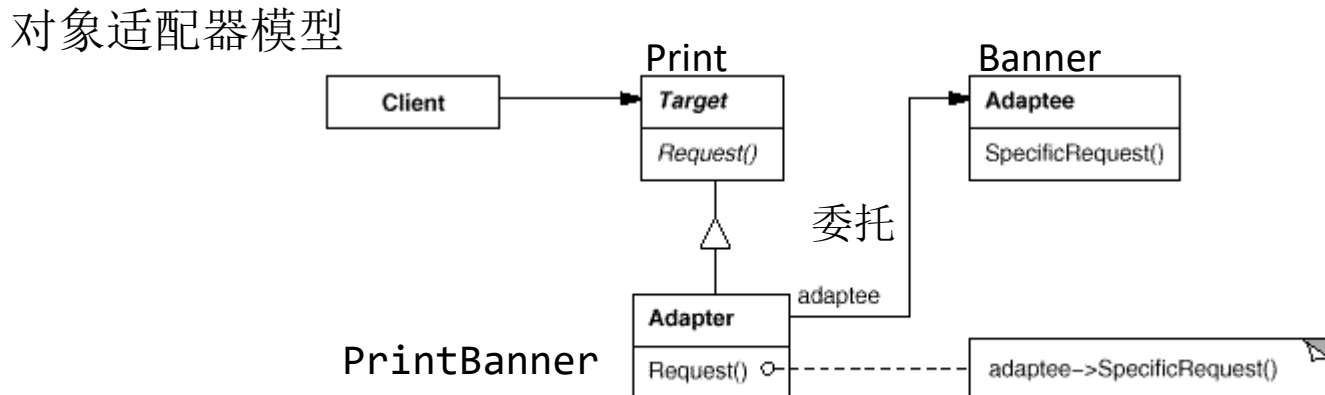 对象适配器模型
Print
Banner
Client
Target
Adaptee
Request()
SpecificRequest()
委托
adaptee
Adapter
PrintBanner
Request()
adaptee->SpecificRequest()